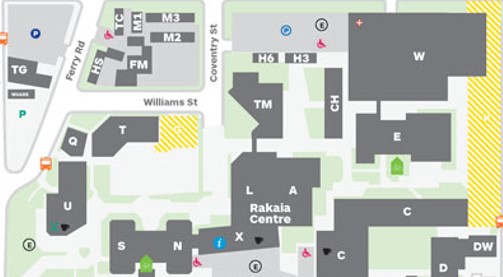 P
TC
M1
M3
M2
P
E
H6
H3
W
TG
HS
FM
WHARE
P
Ferry Rd
Coventry St
Williams St
TM
CH
Q
T
E
U
L
A
Rakaia
Centre
C
E
S
N
i
X
E
C
D
DW